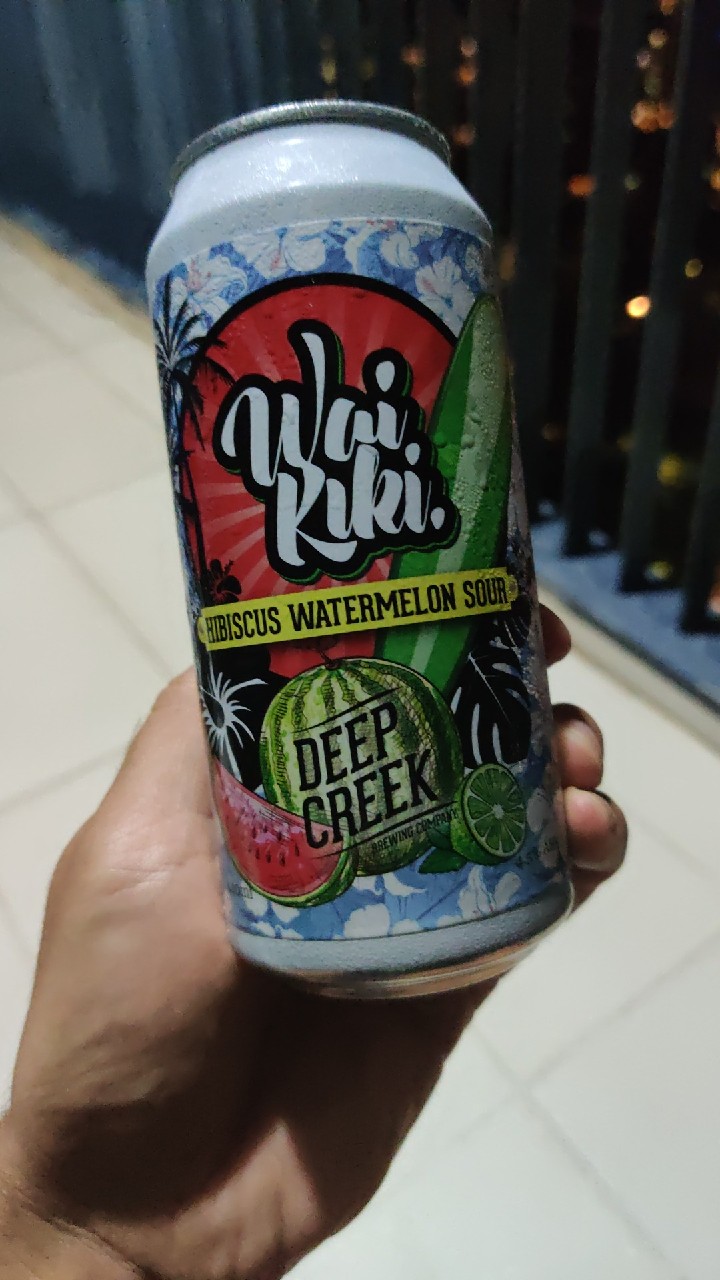 Wai
Kiki.
HIBISCUS WATERMELON SOUR
DEEP
CREEK
BREWING COMPANY